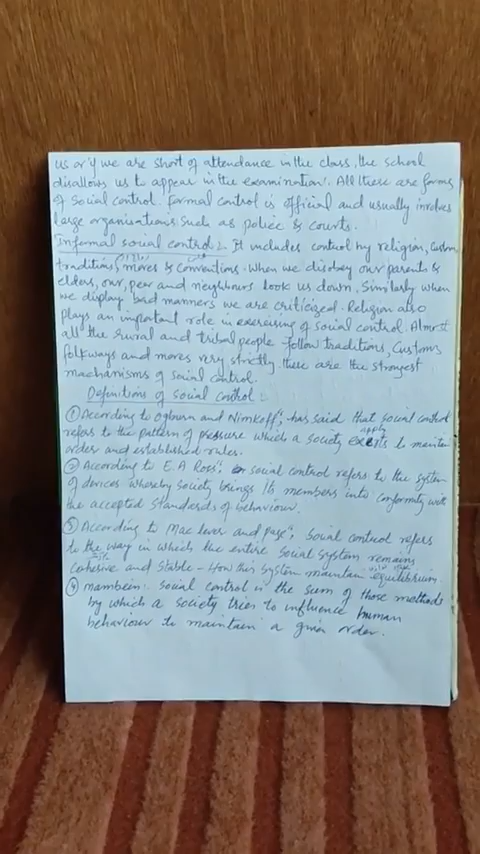 us or if we are short of attendance in the class, the school
disallows us to appear in the examination. All these are forms
of social control. Formal control is official and usually involves
large organisations such as police & courts.
Informal social control :- It includes control by religion, Custom
traditions, mores & conventions. When we disobey our parents &
elders, our, peer and neighbours look us down. Similarly when
we display bad manners we are criticized. Religion also
plays an important role in exercising of social control. Almost
all the rural and tribal people follow traditions, Customs
folkways and mores very strictly. these are the strongest
mechanisms of social control.
Definitions of social control :
① According to Ogburn and Nimkoff; has said that social control
apply
refers to the pattern of pressure which a society exerts to maintain
order and established rules.
② According to E.A Ross; social control refers to the system
of devices whereby society brings its members into conformity with
the accepted standards of behaviour.
③ According to Mac Iever and page; Social control refers
to the way in which the entire social system remains
cohesive and stable - How this system maintain equilibrium.
④ mamhein: Social control is the sum of those methods
by which a society tries to influence human
behaviour to maintain a given order.